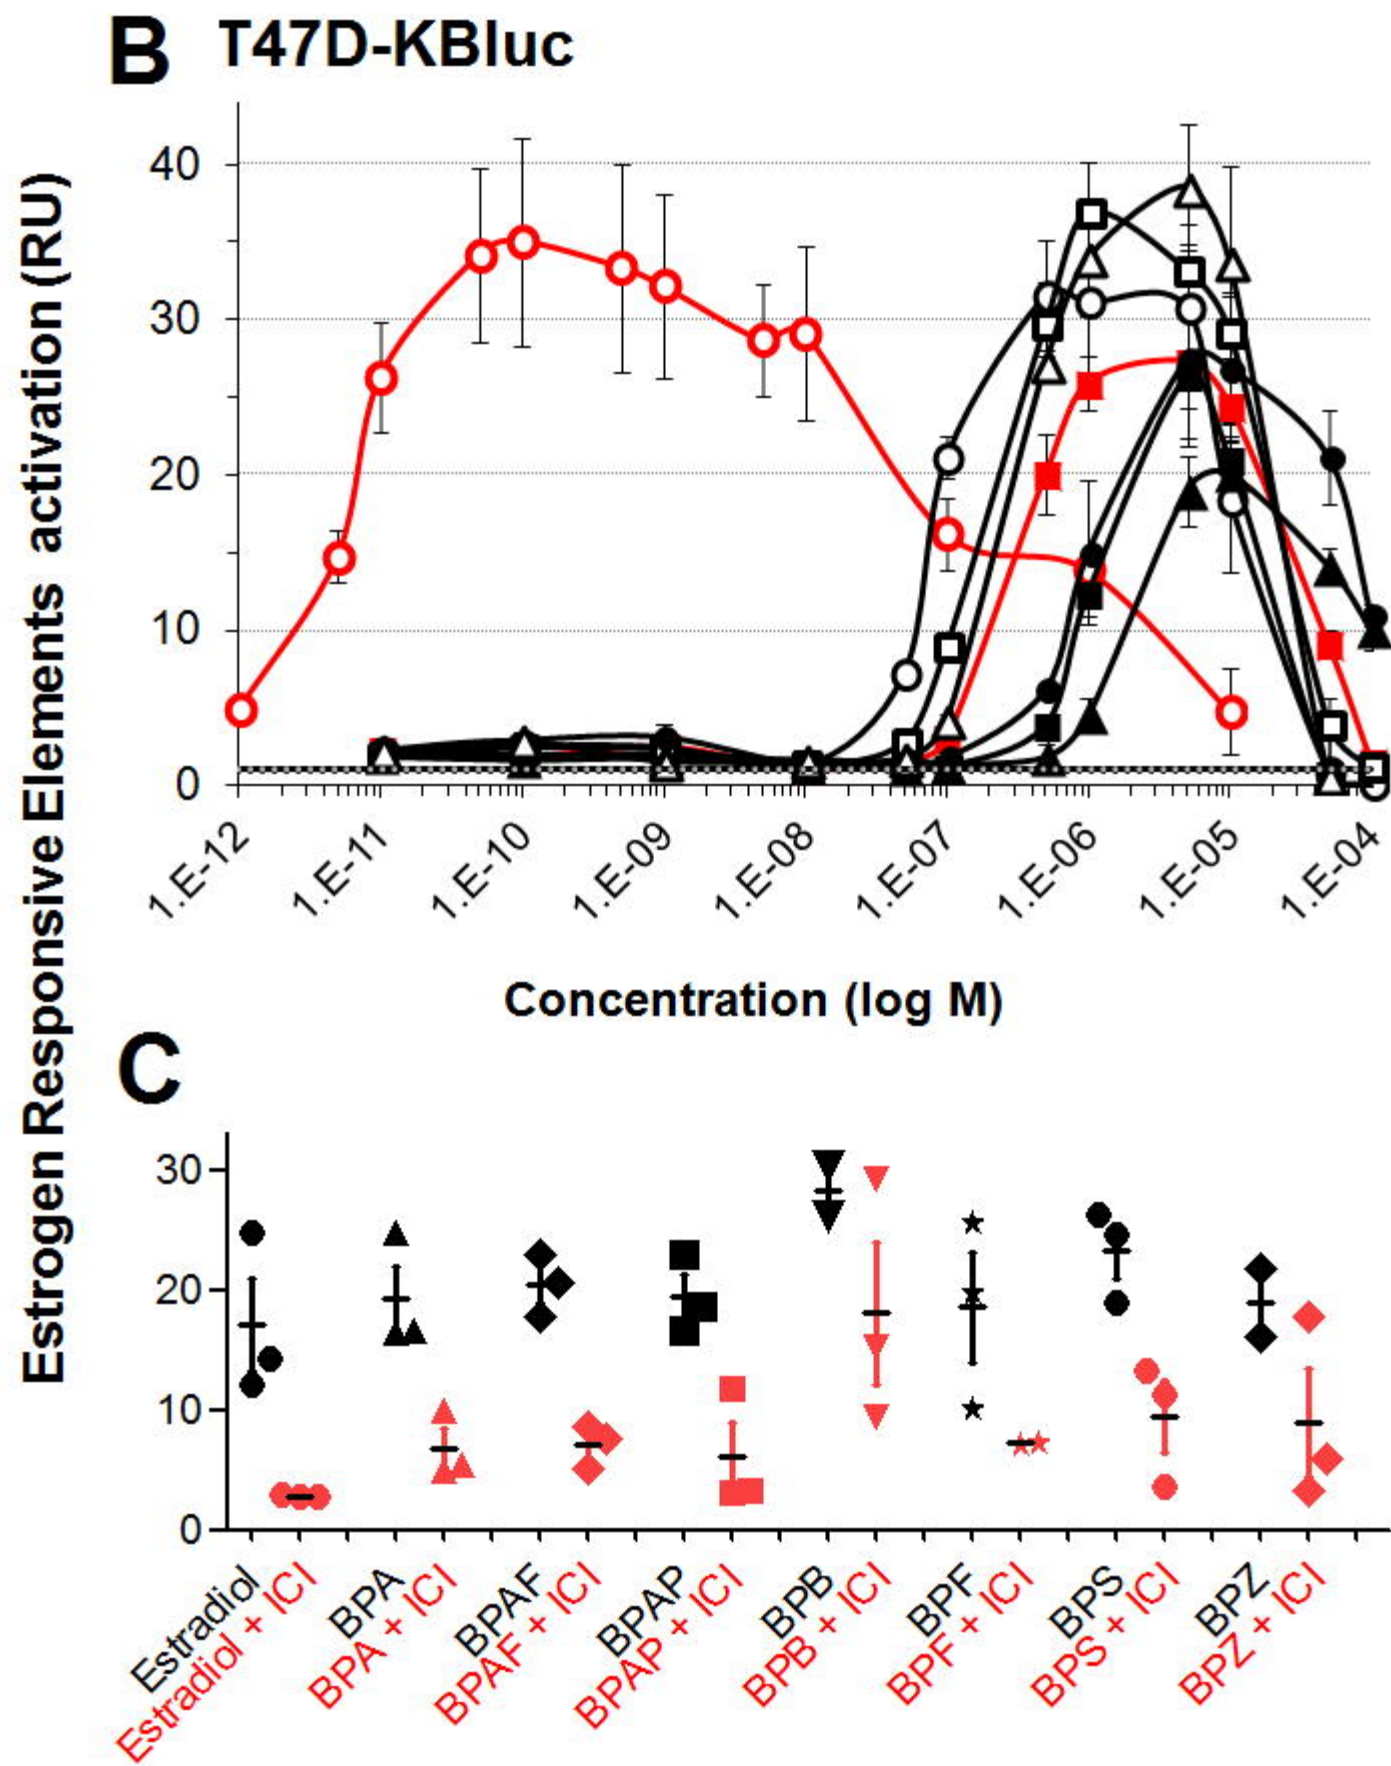 B T47D-KBluc
Estrogen Responsive Elements activation (RU)
40
30
20
10
0
1.E-12
1.E-11
1.E-10
1.E-09
1.E-08
1.E-07
1.E-06
1.E-05
1.E-04
Concentration (log M)
C
30
20
10
0
Estradiol
Estradiol + ICI
BPA
BPA + ICI
BPAF
BPAF + ICI
BPAP
BPAP + ICI
BPB
BPB + ICI
BPF
BPF + ICI
BPS
BPS + ICI
BPZ
BPZ + ICI